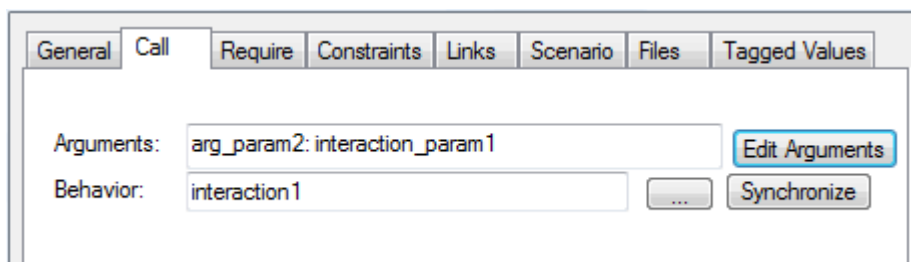 General Call Require Constraints Links Scenario Files Tagged Values
Arguments: arg_param2: interaction_param1 Edit Arguments
Behavior: interaction1 ... Synchronize